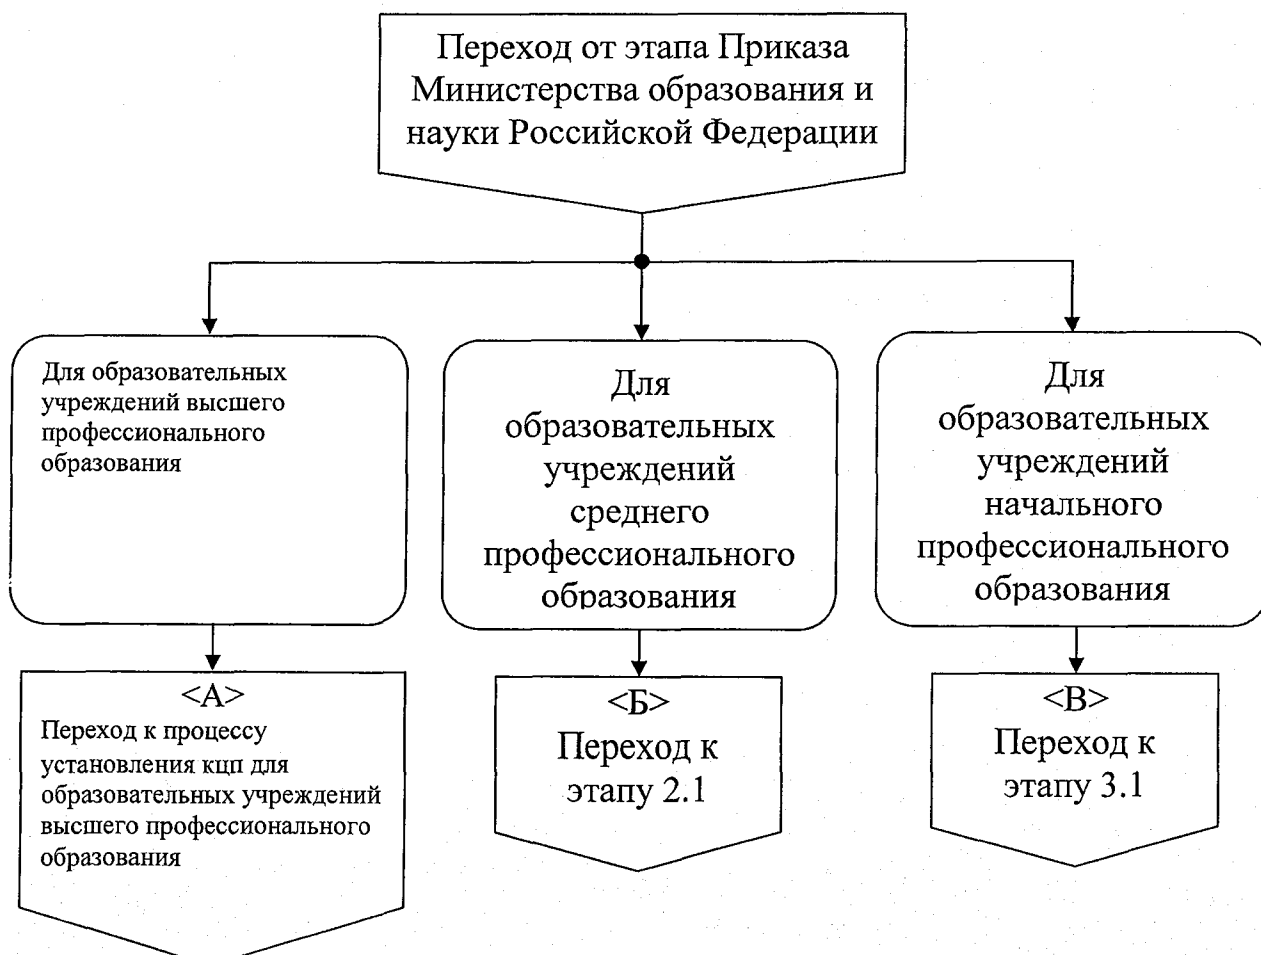 Переход от этапа Приказа
Министерства образования и
науки Российской Федерации
Для образовательных
учреждений высшего
профессионального
образования
Для
образовательных
учреждений
среднего
профессионального
образования
Для
образовательных
учреждений
начального
профессионального
образования
<А>
Переход к процессу
установления кцп для
образовательных учреждений
высшего профессионального
образования
<Б>
Переход к
этапу 2.1
<В>
Переход к
этапу 3.1